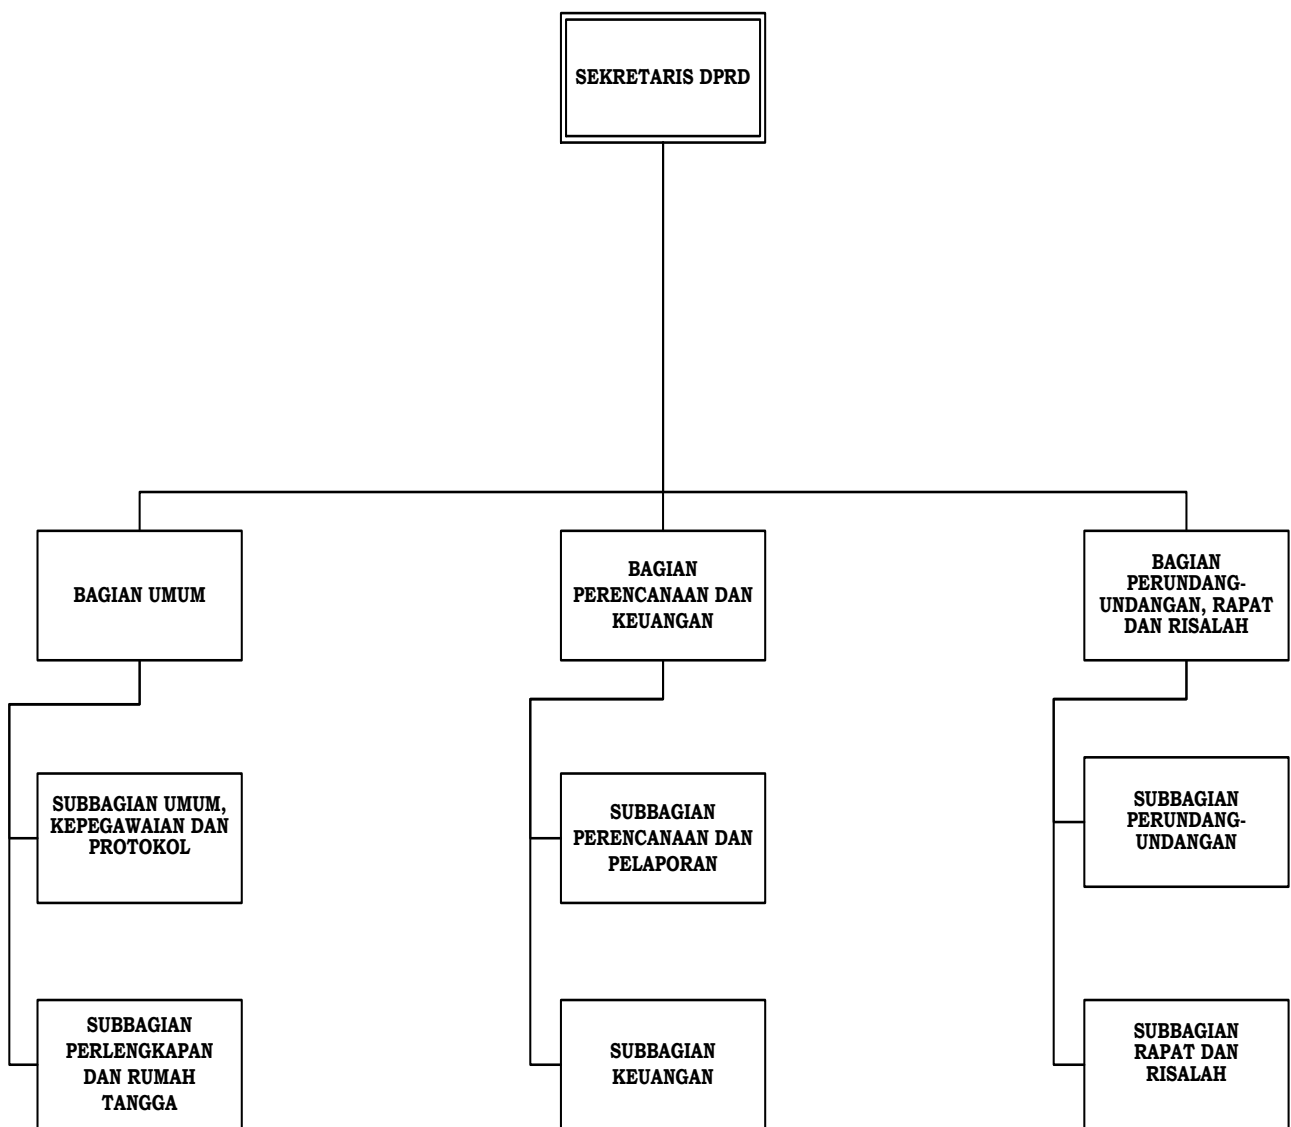 SEKRETARIS DPRD
BAGIAN UMUM
BAGIAN
PERENCANAAN DAN
KEUANGAN
BAGIAN
PERUNDANG-
UNDANGAN, RAPAT
DAN RISALAH
SUBBAGIAN UMUM,
KEPEGAWAIAN DAN
PROTOKOL
SUBBAGIAN
PERENCANAAN DAN
PELAPORAN
SUBBAGIAN
PERUNDANG-
UNDANGAN
SUBBAGIAN
PERLENGKAPAN
DAN RUMAH
TANGGA
SUBBAGIAN
KEUANGAN
SUBBAGIAN
RAPAT DAN
RISALAH